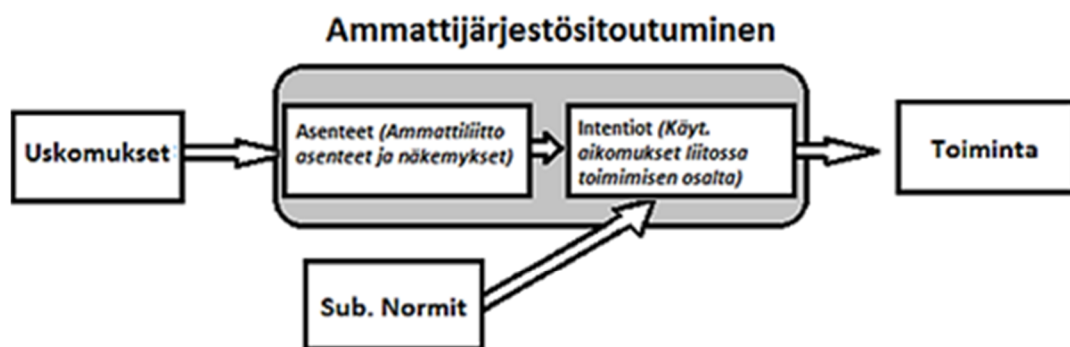 Ammattijärjestösitoutuminen
Uskomukset
Asenteet (Ammattiliitto
asenteet ja näkemykset)
Intentiot (Käyt.
aikomukset liitossa
toimimisen osalta)
Toiminta
Sub. Normit